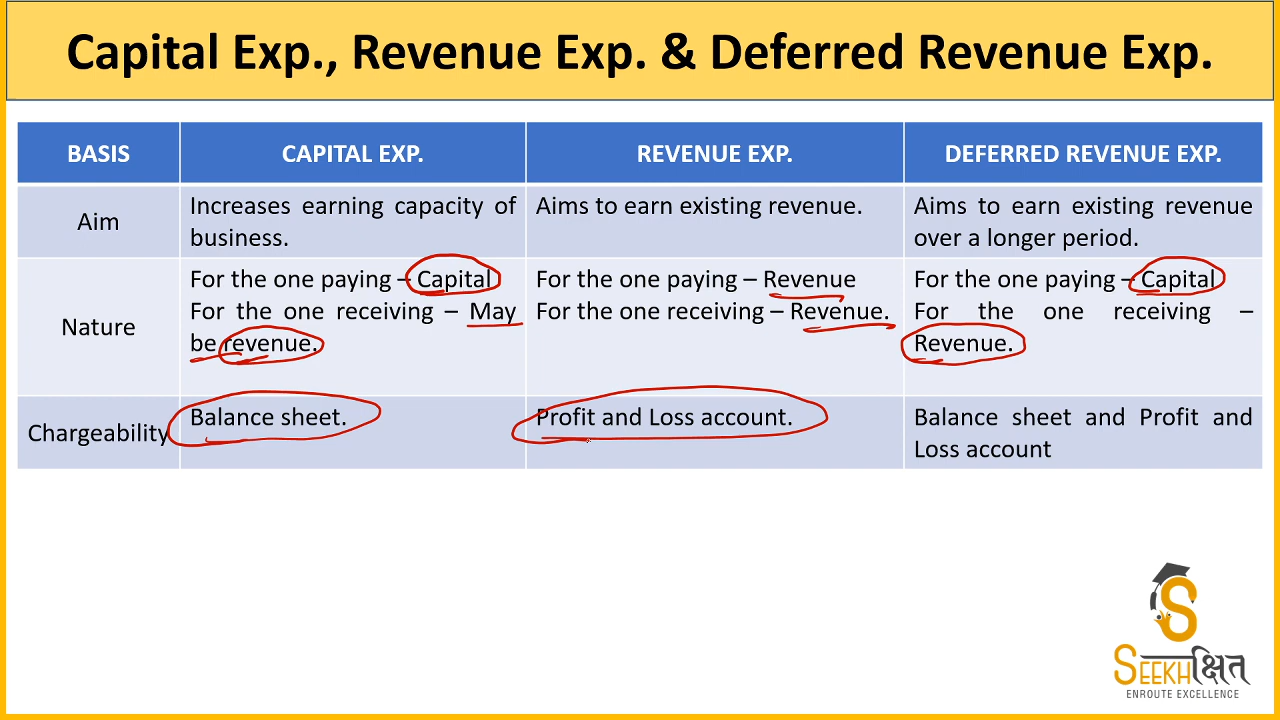 Capital Exp., Revenue Exp. & Deferred Revenue Exp.
BASIS
CAPITAL EXP.
REVENUE EXP.
DEFERRED REVENUE EXP.
Aim
Increases earning capacity of
business.
Aims to earn existing revenue.
Aims to earn existing revenue
over a longer period.
Nature
For the one paying – Capital
For the one receiving – May
be revenue.
For the one paying – Revenue
For the one receiving – Revenue.
For the one paying – Capital
For the one receiving –
Revenue.
Chargeability
Balance sheet.
Profit and Loss account.
Balance sheet and Profit and
Loss account
SEEKHक्षित
ENROUTE EXCELLENCE